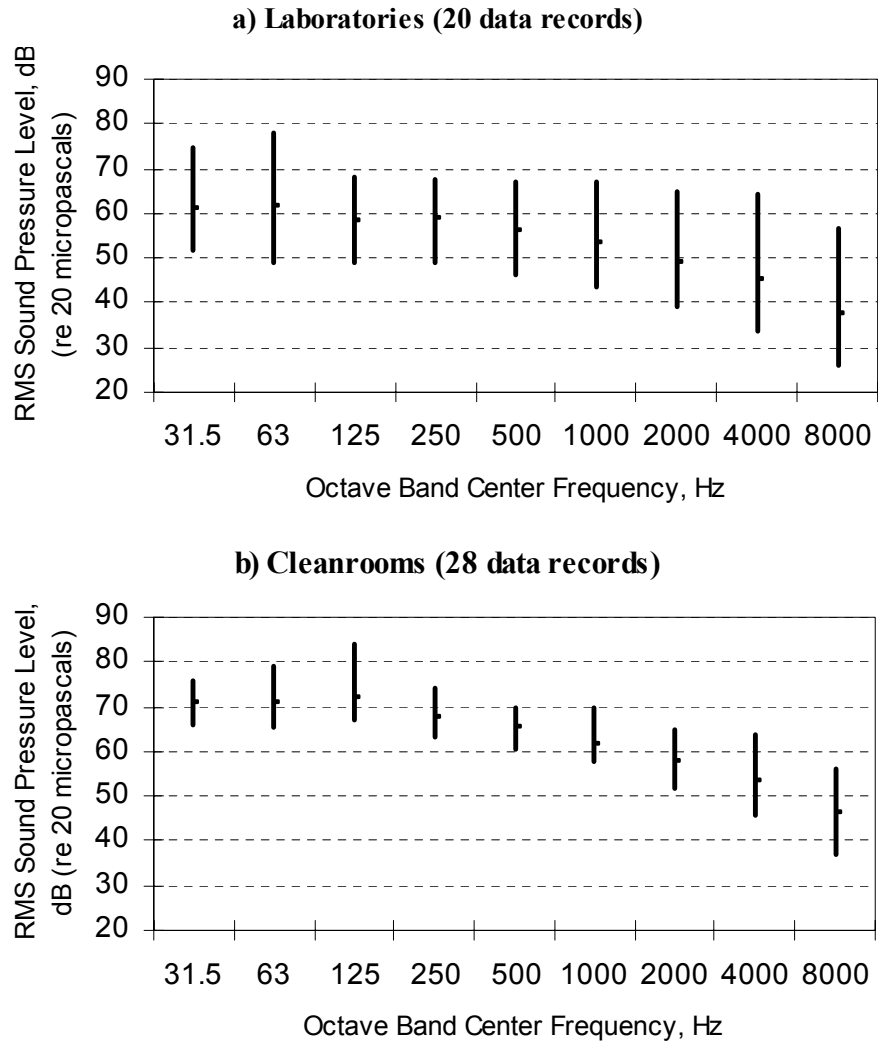 a) Laboratories (20 data records)
RMS Sound Pressure Level, dB
(re 20 micropascals)
90
80
70
60
50
40
30
20
31.5 63 125 250 500 1000 2000 4000 8000
Octave Band Center Frequency, Hz
b) Cleanrooms (28 data records)
RMS Sound Pressure Level,
dB (re 20 micropascals)
90
80
70
60
50
40
30
20
31.5 63 125 250 500 1000 2000 4000 8000
Octave Band Center Frequency, Hz